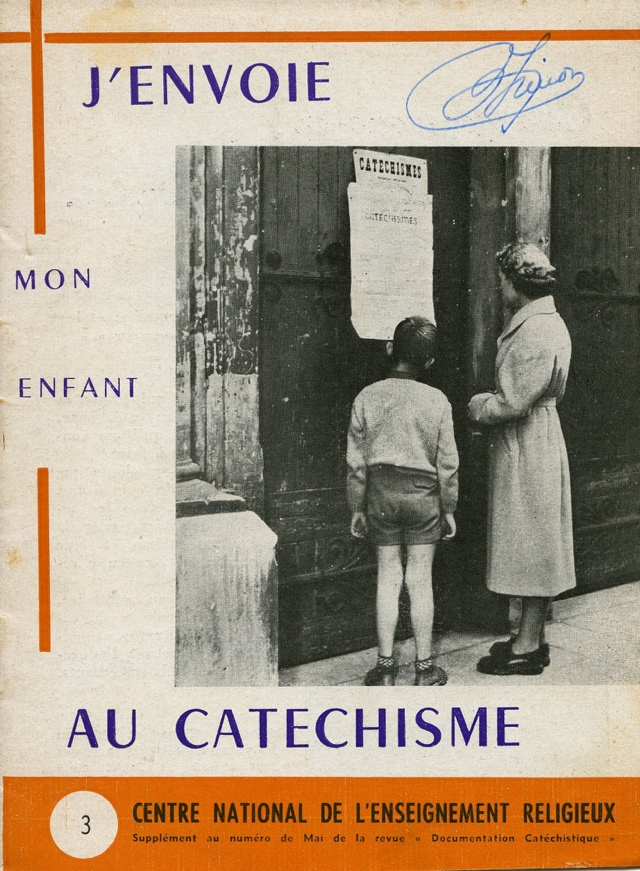 J'ENVOIE
MON
ENFANT
CATECHISMES
CATECHISMES
AU CATECHISME
3
CENTRE NATIONAL DE L'ENSEIGNEMENT RELIGIEUX
Supplément au numéro de Mai de la revue « Documentation Catéchistique »